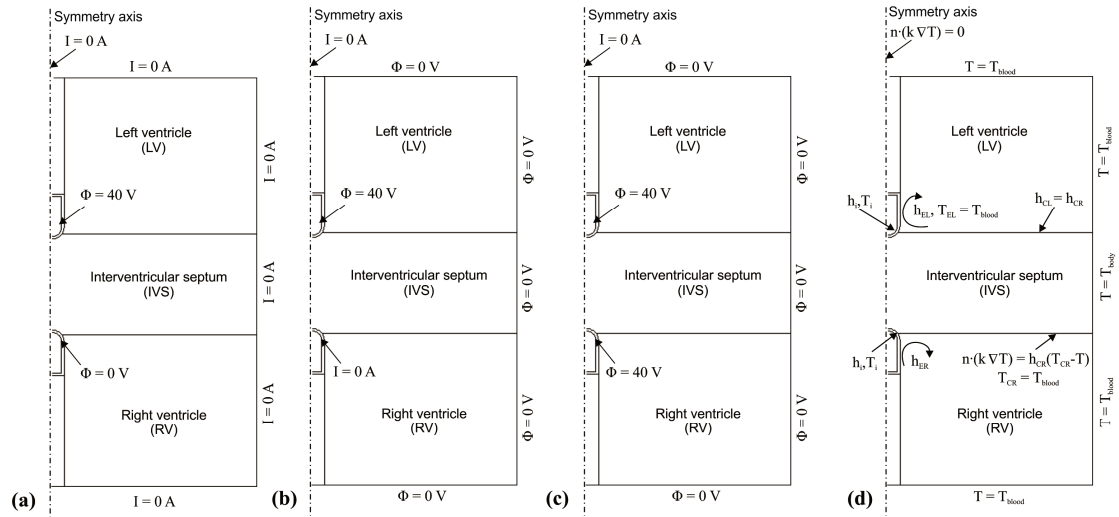 Symmetry axis
I = 0 A
I = 0 A
Left ventricle
(LV)
I = 0 A
Φ = 40 V
Interventricular septum
(IVS)
I = 0 A
Φ = 0 V
Right ventricle
(RV)
I = 0 A
I = 0 A
(a)
Symmetry axis
I = 0 A
Φ = 0 V
Left ventricle
(LV)
Φ = 0 V
Φ = 40 V
Interventricular septum
(IVS)
Φ = 0 V
I = 0 A
Right ventricle
(RV)
Φ = 0 V
Φ = 0 V
(b)
Symmetry axis
I = 0 A
Φ = 0 V
Left ventricle
(LV)
Φ = 0 V
Φ = 40 V
Interventricular septum
(IVS)
Φ = 0 V
Φ = 40 V
Right ventricle
(RV)
Φ = 0 V
Φ = 0 V
(c)
Symmetry axis
n·(k ∇T) = 0
T = T_blood
Left ventricle
(LV)
T = T_blood
h_i,T_i
h_EL, T_EL = T_blood
h_CL = h_CR
Interventricular septum
(IVS)
T = T_body
h_i,T_i
h_ER
n·(k ∇T) = h_CR(T_CR-T)
T_CR = T_blood
Right ventricle
(RV)
T = T_blood
T = T_blood
(d)